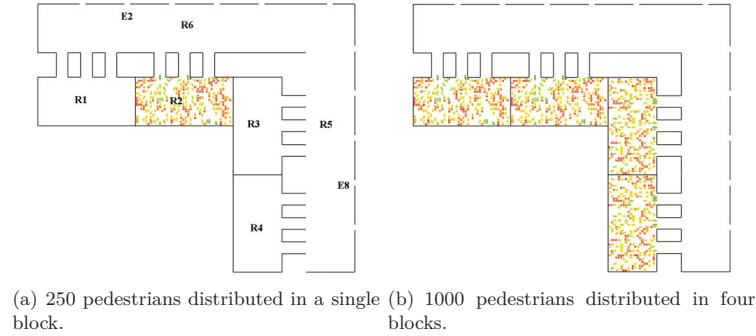 E2
R6
R1
R2
R3
R5
E8
R4
(a) 250 pedestrians distributed in a single block.
(b) 1000 pedestrians distributed in four blocks.